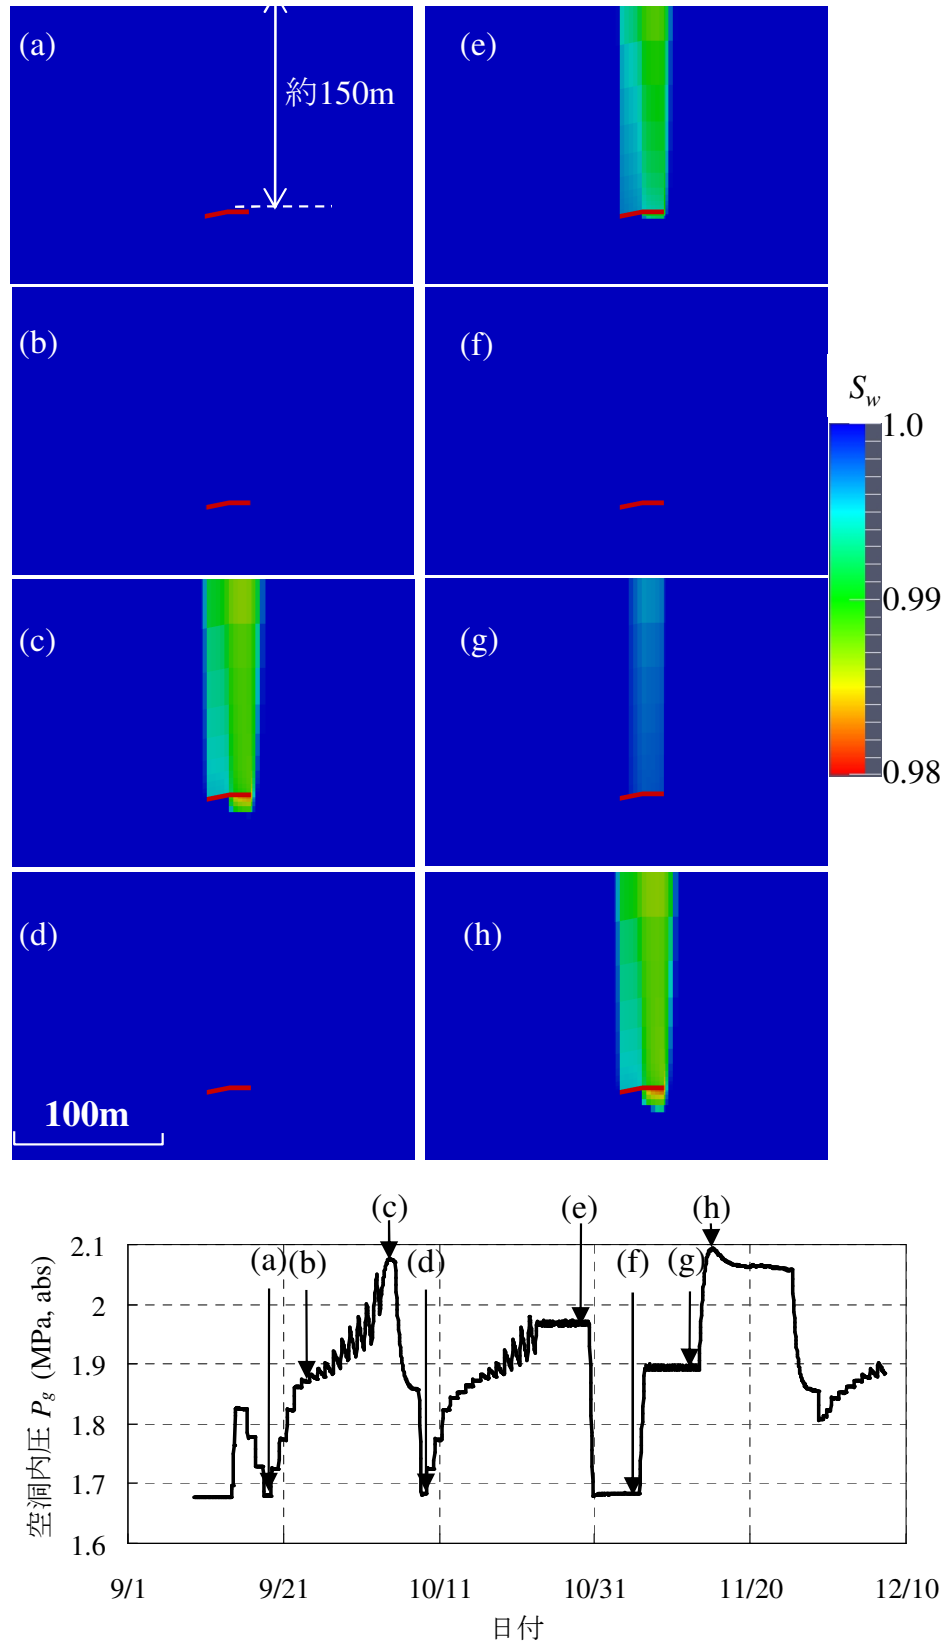 (a)
約150m
(e)
(b)
(f)
S_w
1.0
0.99
0.98
(c)
(g)
(d)
100m
(h)
(c)
(e)
(h)
(a)
(b)
(d)
(f)
(g)
2.1
2
1.9
1.8
1.7
1.6
空洞内圧 P_g (MPa, abs)
9/1
9/21
10/11
10/31
11/20
12/10
日付